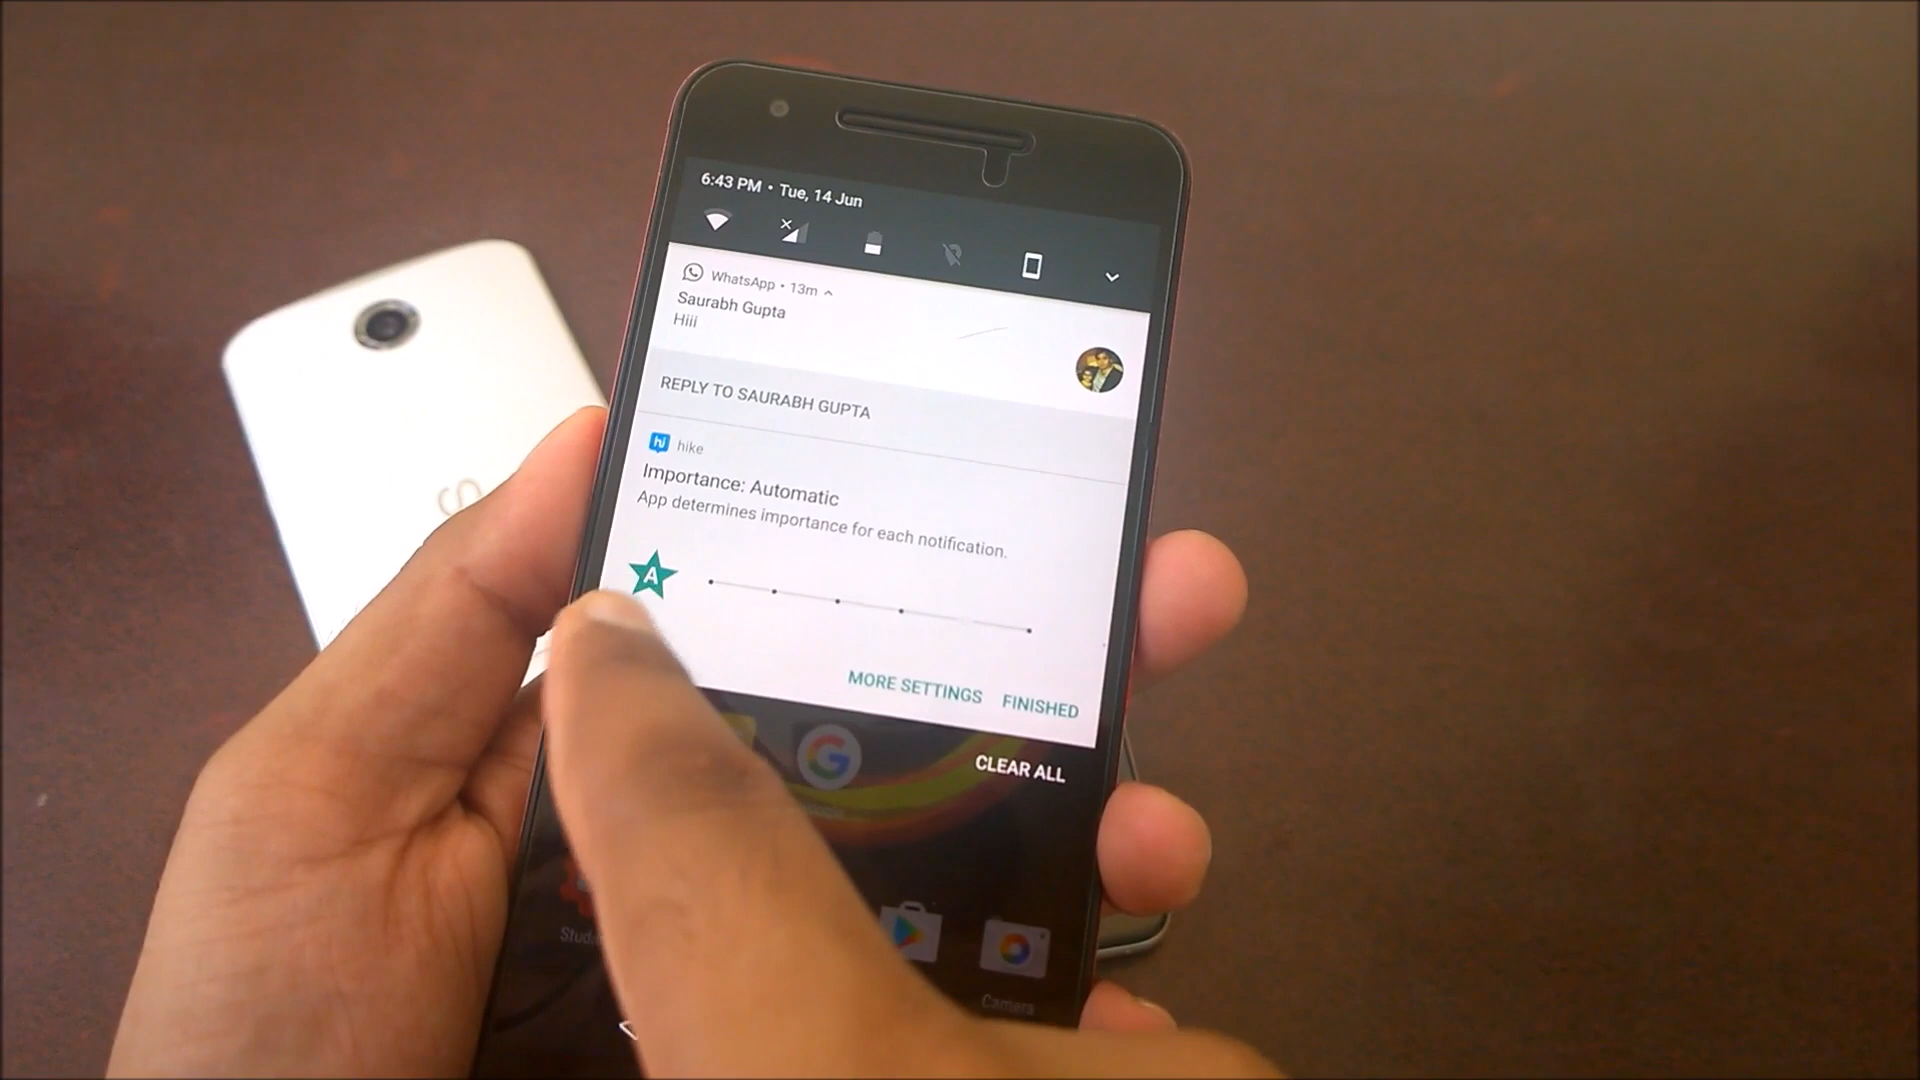 6:43 PM • Tue, 14 Jun
WhatsApp • 13m
Saurabh Gupta
Hiii
REPLY TO SAURABH GUPTA
hike
Importance: Automatic
App determines importance for each notification.
A
MORE SETTINGS FINISHED
CLEAR ALL
Camera